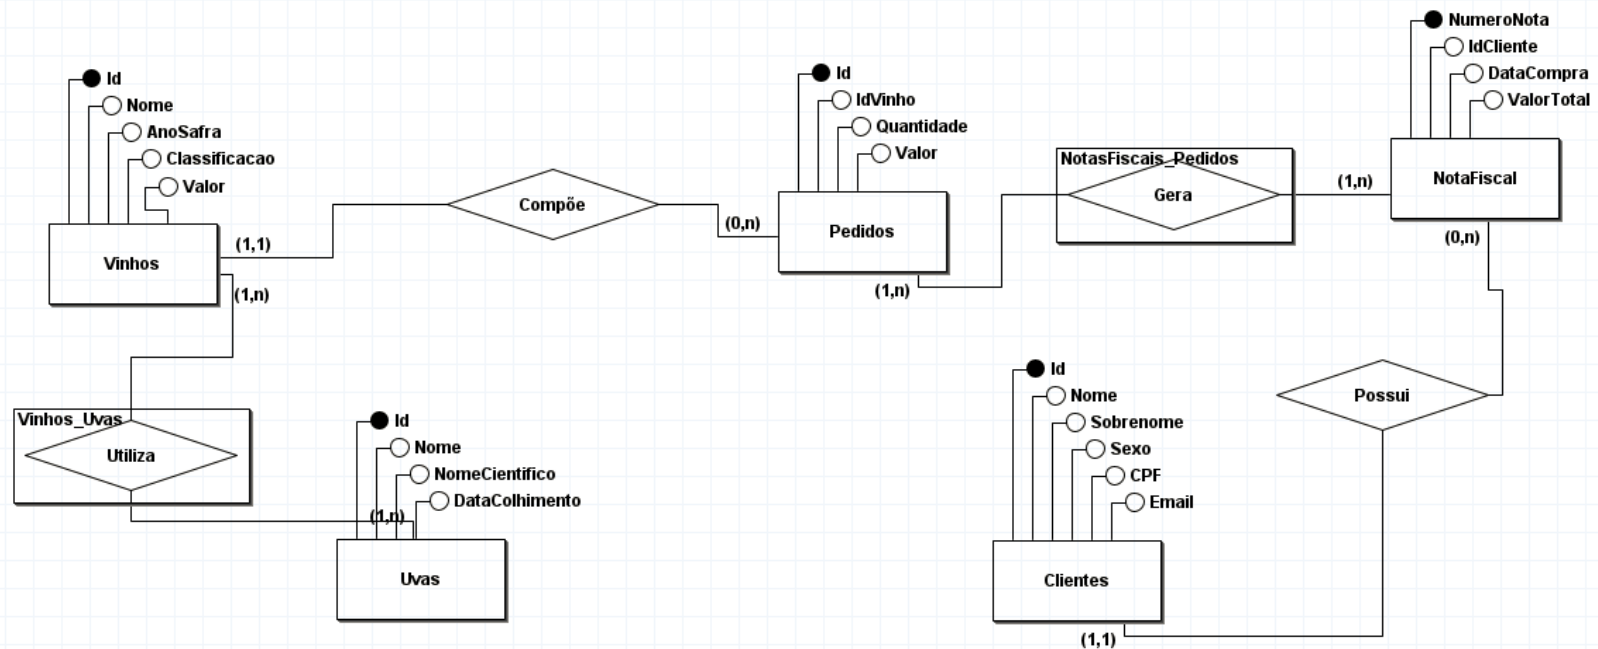 Id
Nome
AnoSafra
Classificacao
Valor
Vinhos
(1,1)
(1,n)
Compõe
(0,n)
Id
IdVinho
Quantidade
Valor
Pedidos
(1,n)
NotasFiscais_Pedidos
Gera
(1,n)
NumeroNota
IdCliente
DataCompra
ValorTotal
NotaFiscal
(0,n)
Vinhos_Uvas
Utiliza
Id
Nome
NomeCientifico
DataColhimento
(1,n)
Uvas
Id
Nome
Sobrenome
Sexo
CPF
Email
Clientes
(1,1)
Possui